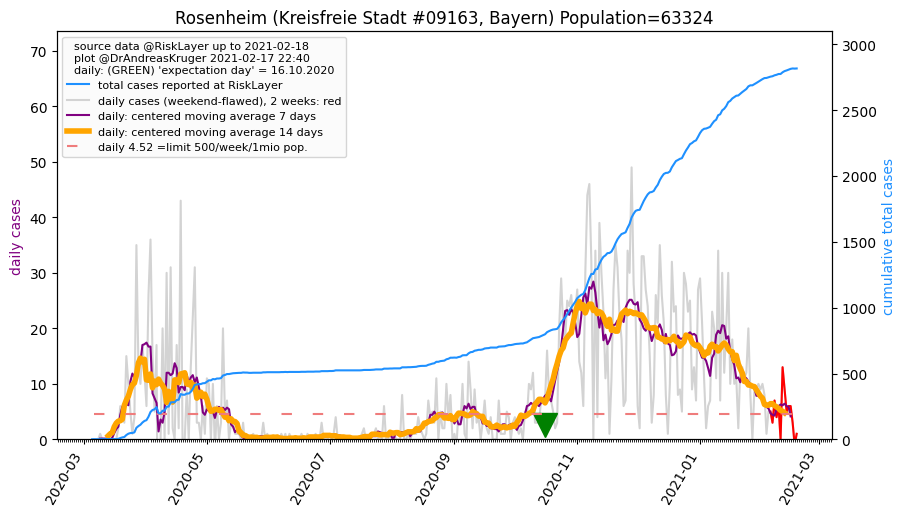 Rosenheim (Kreisfreie Stadt #09163, Bayern) Population=63324
source data @RiskLayer up to 2021-02-18
plot @DrAndreasKruger 2021-02-17 22:40
daily: (GREEN) 'expectation day' = 16.10.2020
total cases reported at RiskLayer
daily cases (weekend-flawed), 2 weeks: red
daily: centered moving average 7 days
daily: centered moving average 14 days
daily 4.52 =limit 500/week/1mio pop.
daily cases
70
60
50
40
30
20
10
0
cumulative total cases
3000
2500
2000
1500
1000
500
0
2020-03
2020-05
2020-07
2020-09
2020-11
2021-01
2021-03